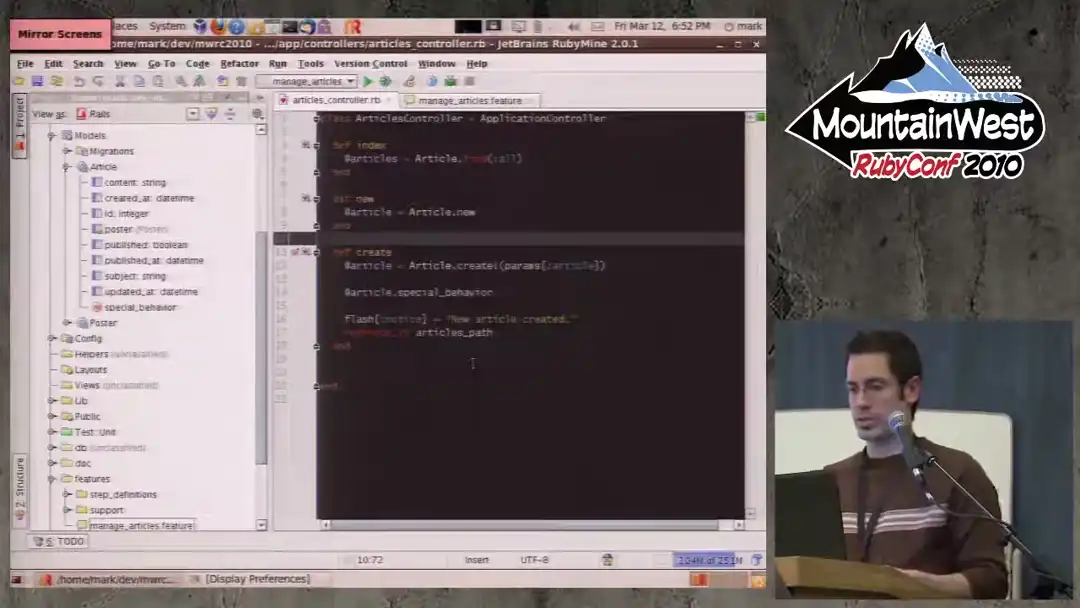 Mirror Screens
laces System Fri Mar 12, 6:52 PM mark
ome/mark/dev/mwrc2010 - .../app/controllers/articles_controller.rb - JetBrains RubyMine 2.0.1
File Edit Search View Go To Code Refactor Run Tools Version Control Window Help
manage_articles
articles_controller.rb manage_articles.feature
1: Project
View as: Rails
Models
Migrations
Article
content: string
created_at: datetime
id: integer
poster (Poster)
published: boolean
published_at: datetime
subject: string
updated_at: datetime
special_behavior
Poster
Config
Helpers (unclassified)
Layouts
Views (unclassified)
Lib
Public
Test::Unit
db (unclassified)
doc
features
step_definitions
support
manage_articles.feature
Z: Structure
class ArticlesController < ApplicationController
def index
@articles = Article.find(:all)
end
def new
@article = Article.new
end
def create
@article = Article.create!(params[:article])
@article.special_behavior
flash[:notice] = "New article created."
redirect_to articles_path
end
end
6: TODO
10:72 Insert UTF-8 204M of 251M
/home/mark/dev/mwrc... [Display Preferences]
MountainWest
RubyConf 2010